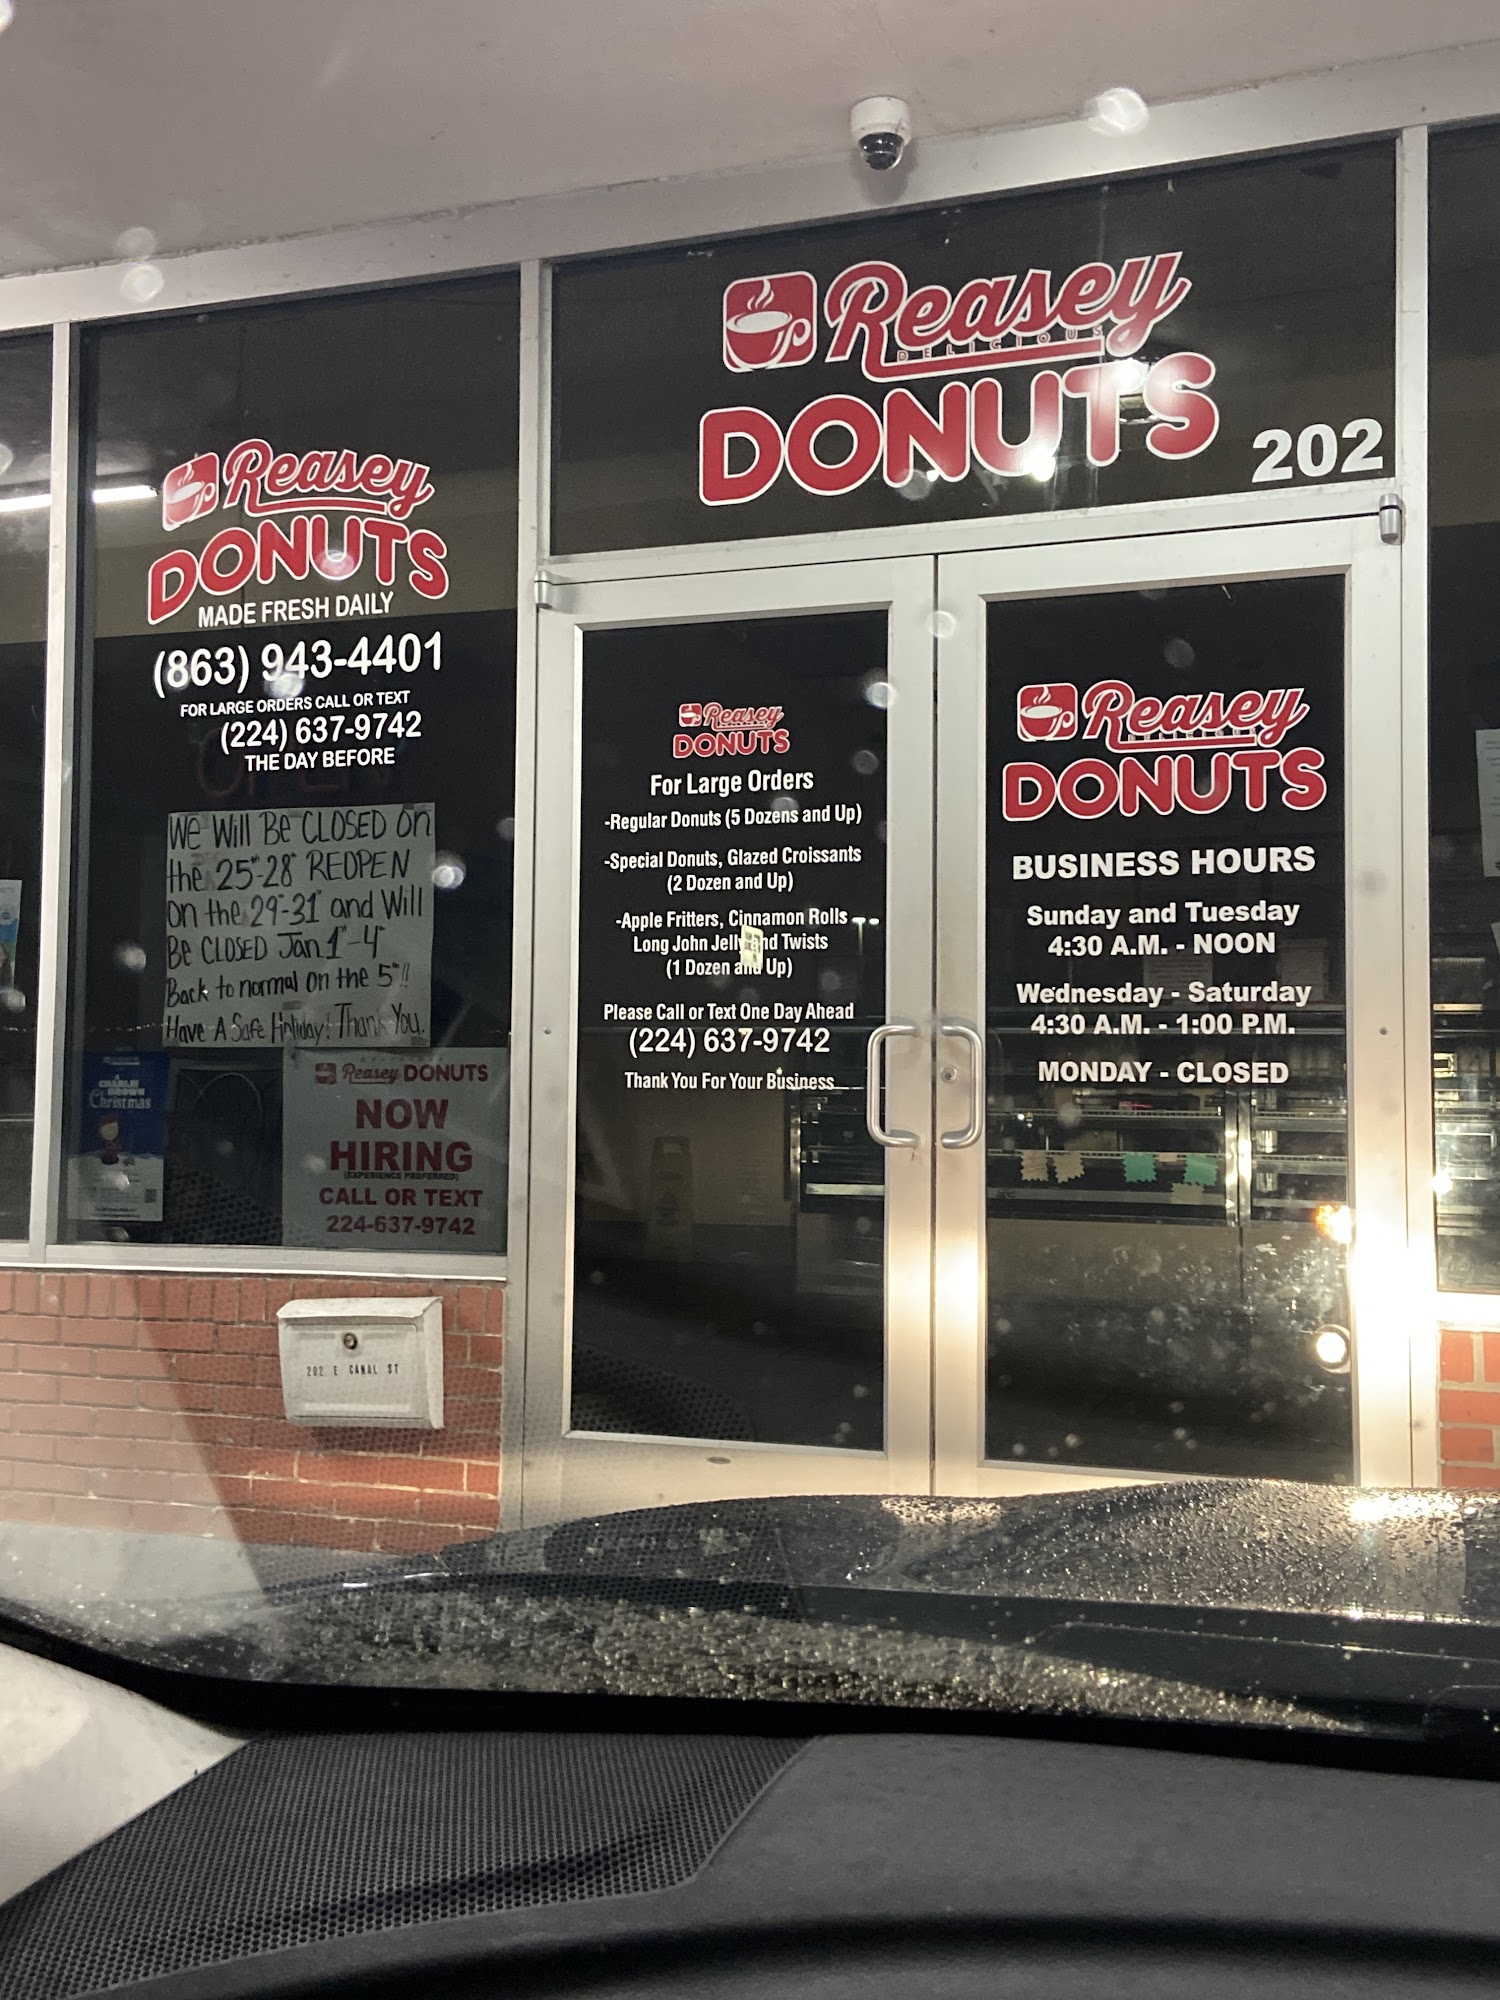 Reasey
DELICIOUS
DONUTS
202
Reasey
DONUTS
MADE FRESH DAILY
(863) 943-4401
FOR LARGE ORDERS CALL OR TEXT
(224) 637-9742
THE DAY BEFORE
OPEN
We Will Be CLOSED On
the 25th-28th REOPEN
On the 29th-31st and Will
Be CLOSED Jan 1st-4th
Back to normal on the 5th!!
Have A Safe Holiday! Thank You.
A
CHARLIE
BROWN
Christmas
DELICIOUS
Reasey DONUTS
NOW
HIRING
(EXPERIENCE PREFERRED)
CALL OR TEXT
224-637-9742
202 E CANAL ST
Reasey
DONUTS
For Large Orders
-Regular Donuts (5 Dozens and Up)
-Special Donuts, Glazed Croissants
(2 Dozen and Up)
-Apple Fritters, Cinnamon Rolls
Long John Jelly and Twists
(1 Dozen and Up)
Please Call or Text One Day Ahead
(224) 637-9742
Thank You For Your Business
Reasey
DELICIOUS
DONUTS
BUSINESS HOURS
Sunday and Tuesday
4:30 A.M. - NOON
Wednesday - Saturday
4:30 A.M. - 1:00 P.M.
MONDAY - CLOSED